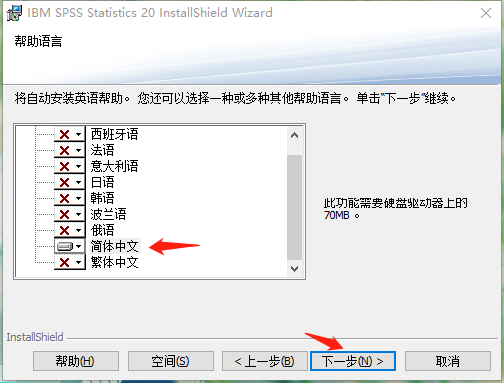 IBM SPSS Statistics 20 InstallShield Wizard
帮助语言
将自动安装英语帮助。 您还可以选择一种或多种其他帮助语言。 单击"下一步"继续。
西班牙语
法语
意大利语
日语
韩语
波兰语
俄语
简体中文
繁体中文
此功能需要硬盘驱动器上的
70MB 。
InstallShield
帮助(H)
空间(S)
< 上一步(B)
下一步(N) >
取消